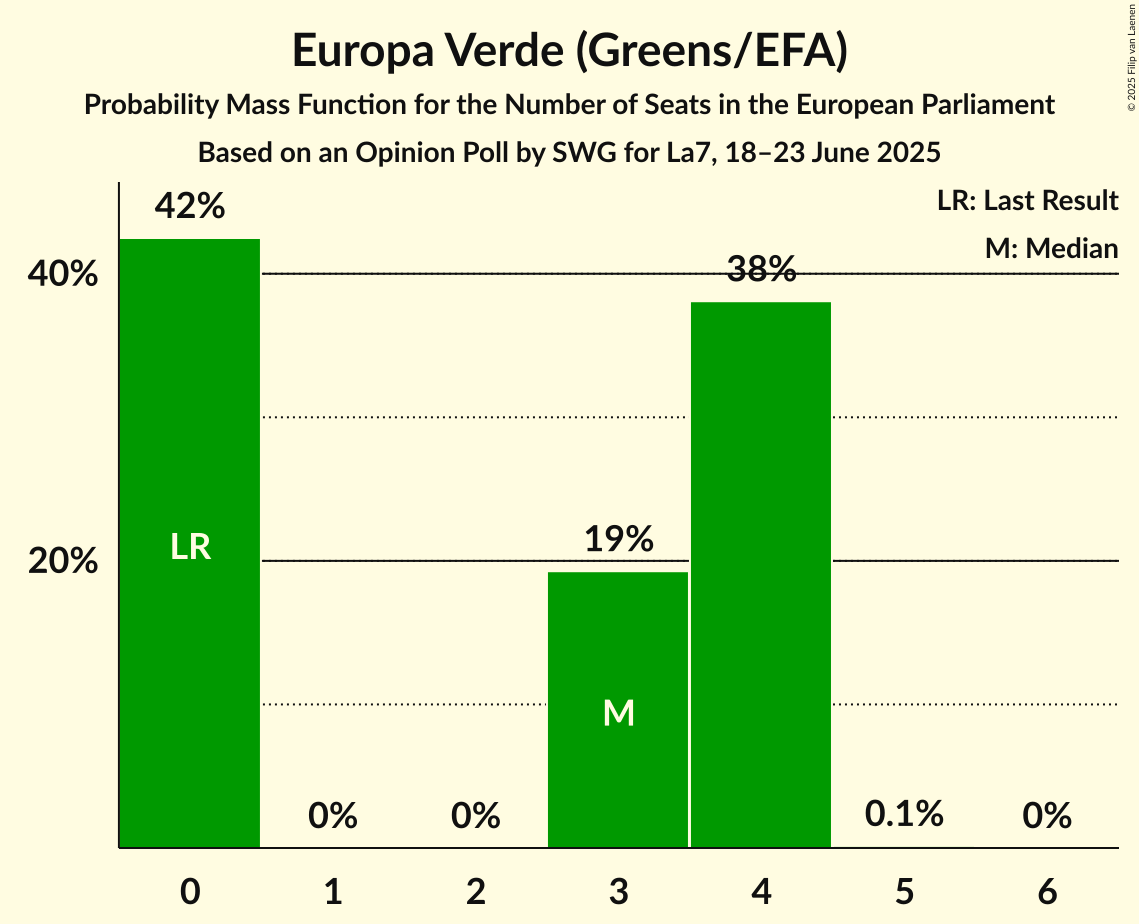 Europa Verde (Greens/EFA)
Probability Mass Function for the Number of Seats in the European Parliament
Based on an Opinion Poll by SWG for La7, 18–23 June 2025
© 2025 Filip van Laenen
LR: Last Result
M: Median
42%
40%
38%
LR
19%
20%
M
0%
0%
0.1%
0%
0 1 2 3 4 5 6